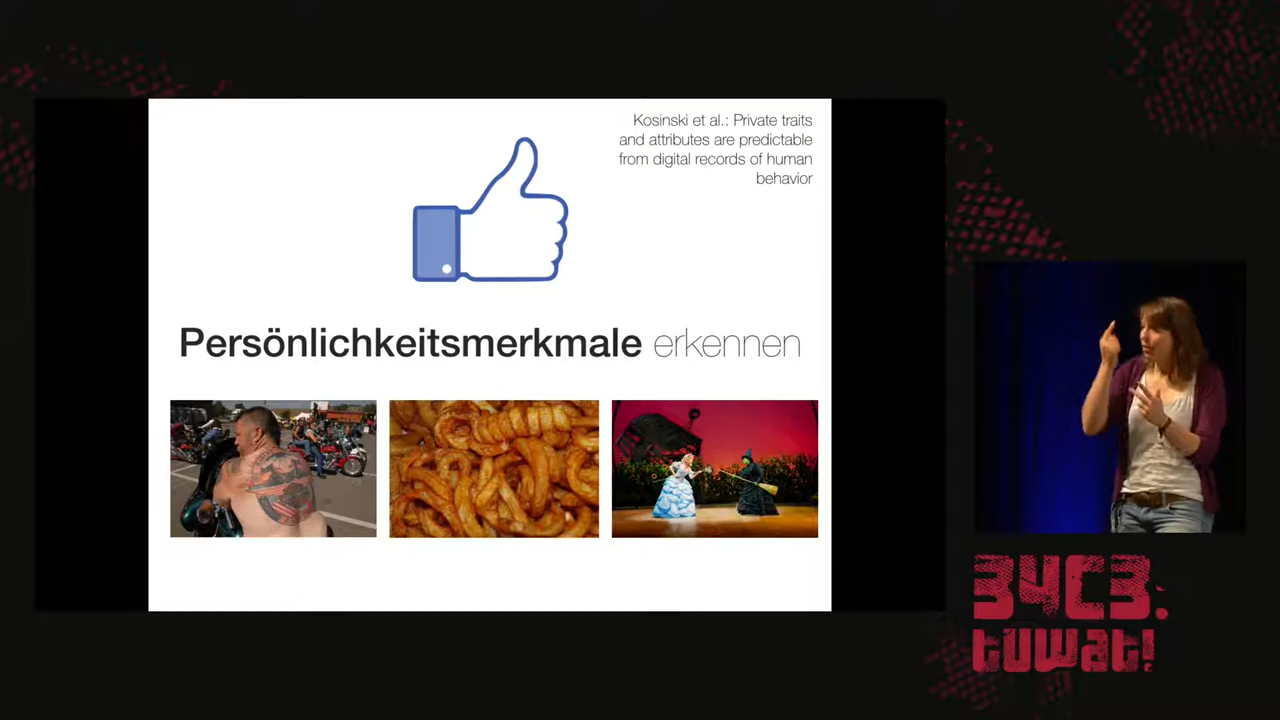 Kosinski et al.: Private traits
and attributes are predictable
from digital records of human
behavior
Persönlichkeitsmerkmale erkennen
34C3.
tuwat!